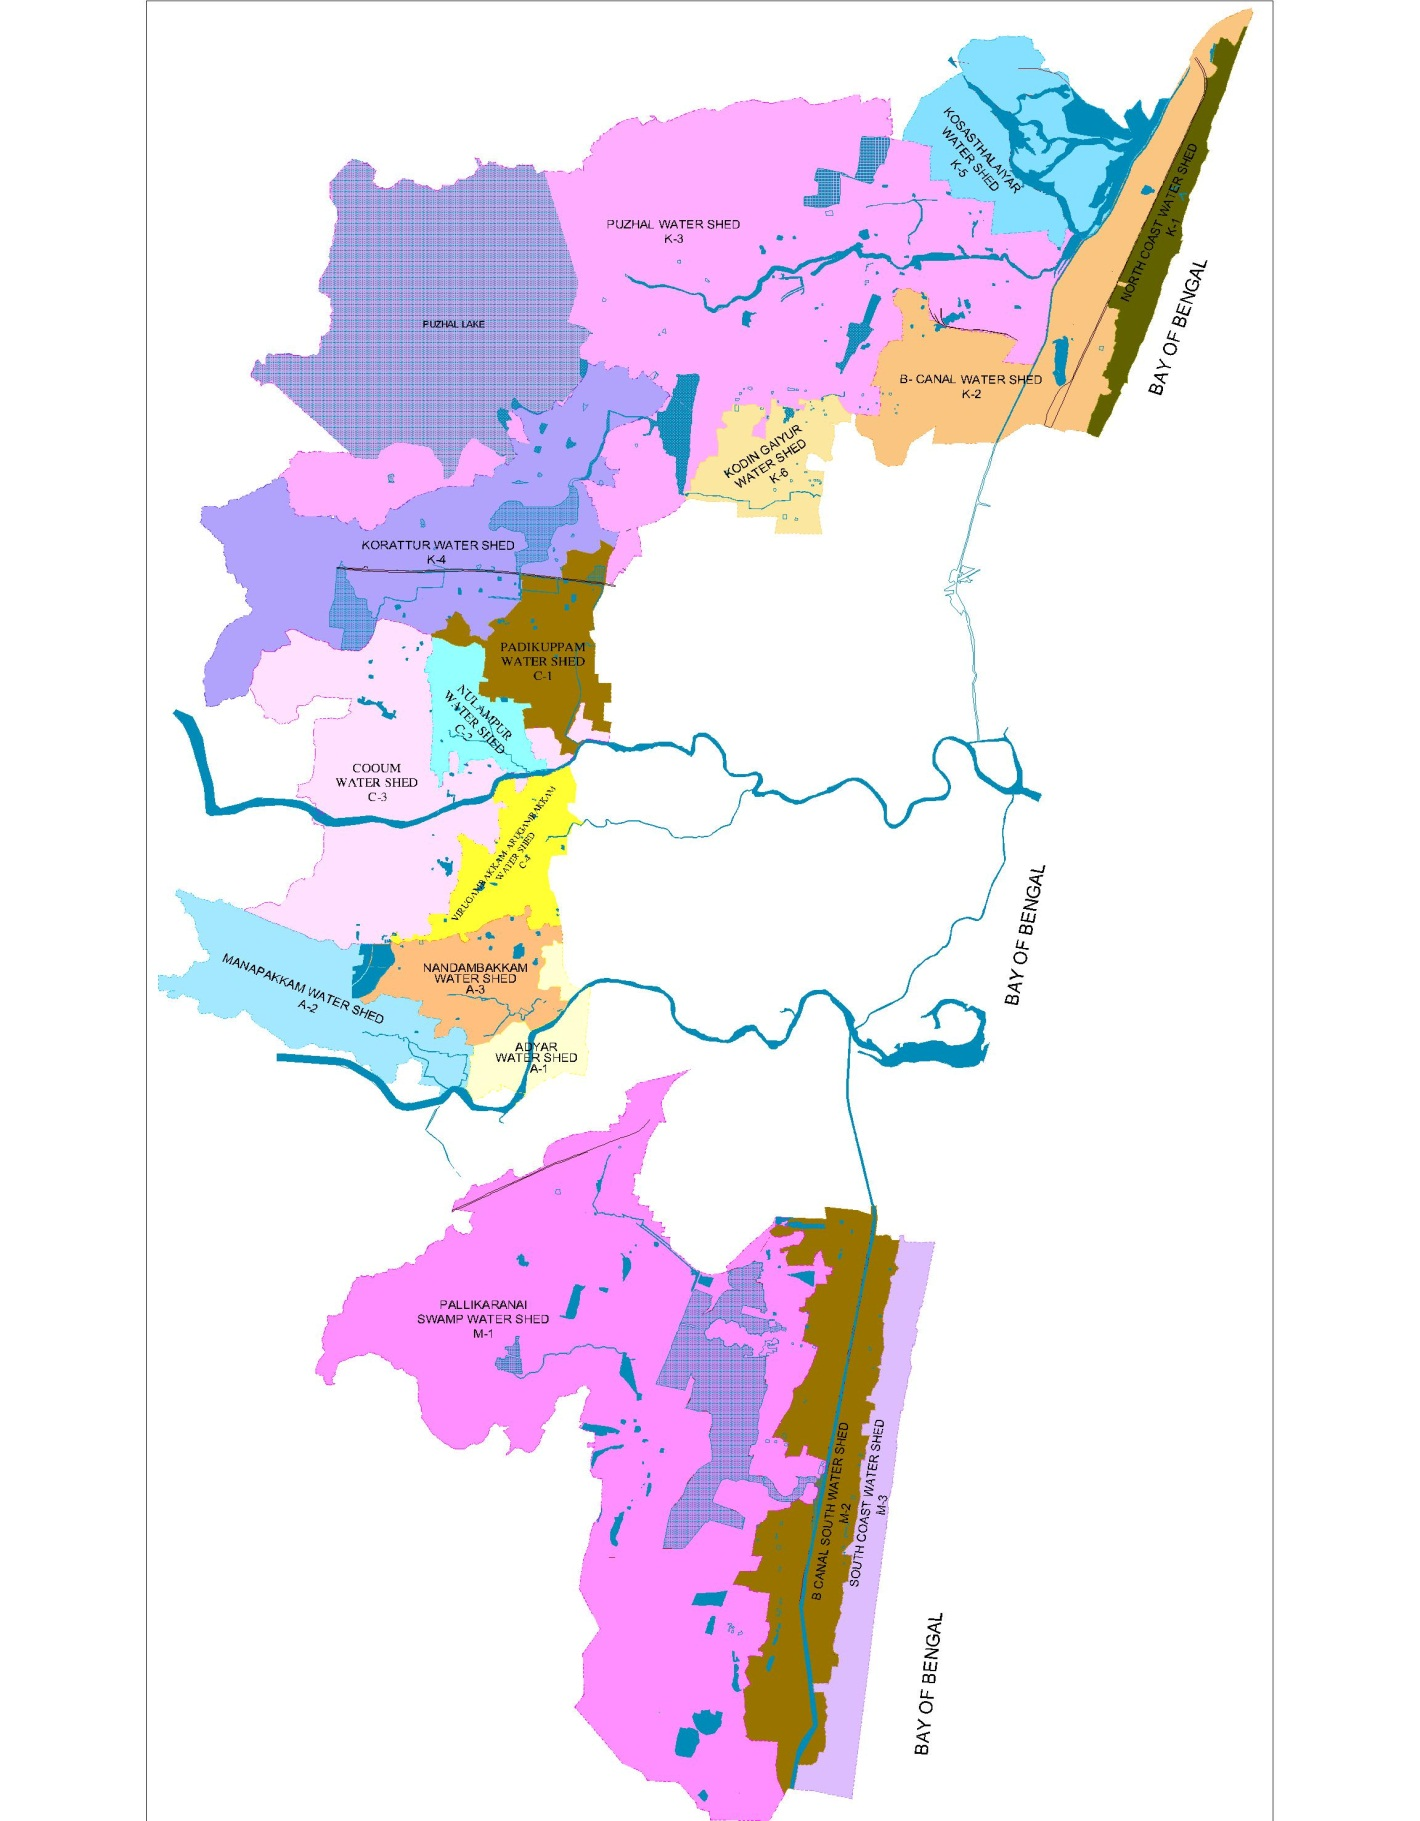 KOSASTHALAIYAR
WATER SHED
K-5
NORTH COAST WATER SHED
K-1
PUZHAL WATER SHED
K-3
BAY OF BENGAL
PUZHAL LAKE
B- CANAL WATER SHED
K-2
KODIN GAIYUR
WATER SHED
K-6
KORATTUR WATER SHED
K-4
PADIKUPPAM
WATER SHED
C-1
NULAMPUR
WATER SHED
C-2
COOUM
WATER SHED
C-3
VIRUGAMBAKKAM-ARUGAMBAKKAM
WATER SHED
BAY OF BENGAL
MANAPAKKAM WATER SHED
A-2
NANDAMBAKKAM
WATER SHED
A-3
ADYAR
WATER SHED
A-1
PALLIKARANAI
SWAMP WATER SHED
M-1
B CANAL SOUTH WATER SHED
M-2
SOUTH COAST WATER SHED
M-3
BAY OF BENGAL